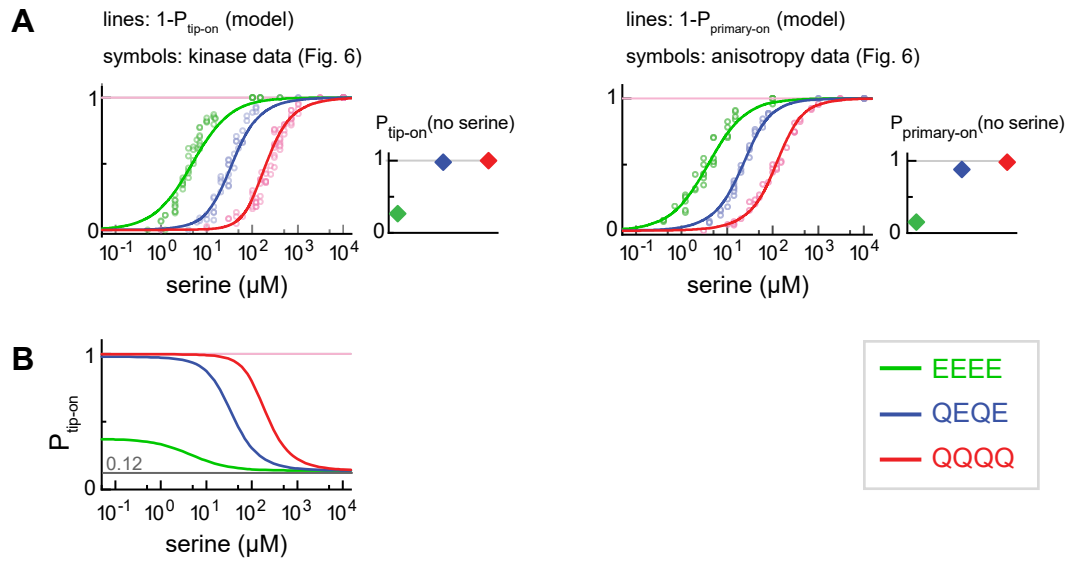 A
lines: 1-Ptip-on (model)
symbols: kinase data (Fig. 6)
1
0
10-1 100 101 102 103 104
serine (µM)
Ptip-on(no serine)
1
0
lines: 1-Pprimary-on (model)
symbols: anisotropy data (Fig. 6)
1
0
10-1 100 101 102 103 104
serine (µM)
Pprimary-on(no serine)
1
0
B
Ptip-on
1
0.12
0
10-1 100 101 102 103 104
serine (µM)
EEEE
QEQE
QQQQ